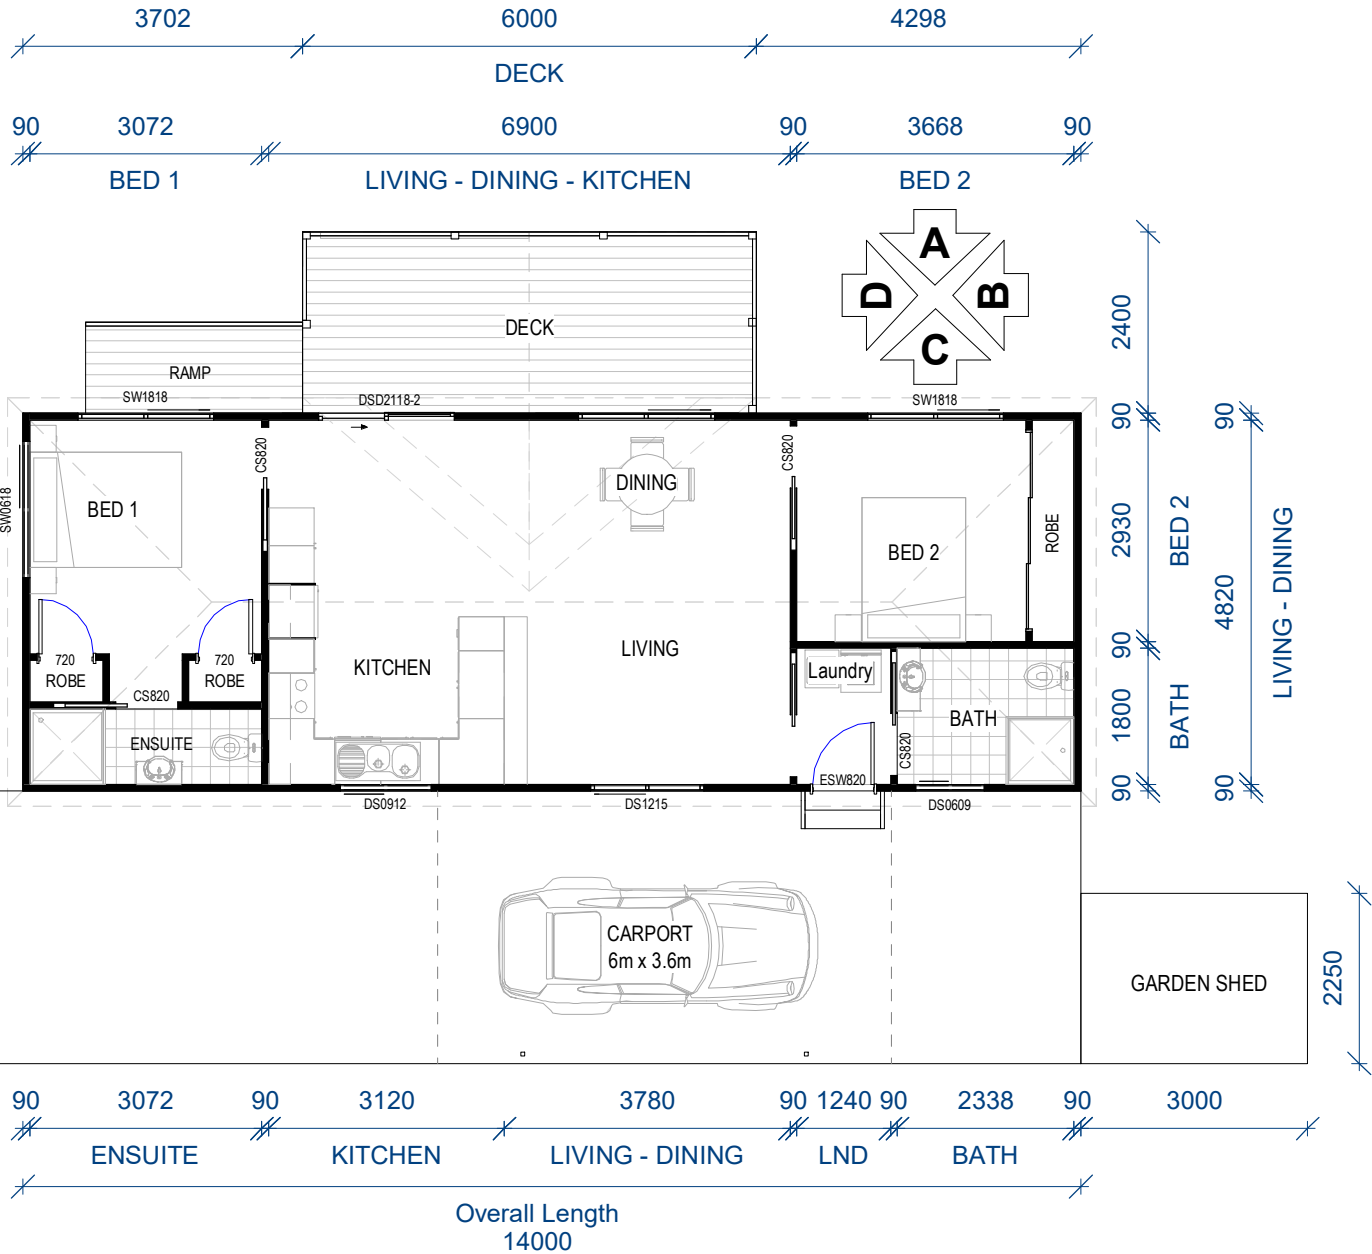 3702 6000 4298
DECK
90 3072 6900 90 3668 90
BED 1 LIVING - DINING - KITCHEN BED 2
A
D B
C
DECK
RAMP
SW1818 DSD2118-2 SW1818
2400
90 90
CS820 CS820
SW0618
BED 1
DINING
BED 2
ROBE
2930
BED 2
4820
LIVING - DINING
720 720
ROBE ROBE
CS820
KITCHEN
LIVING
Laundry
90
1800
BATH
BATH
ENSUITE
CS820
ESW820
90 90
DS0912 DS1215 DS0609
CARPORT
6m x 3.6m
GARDEN SHED
2250
90 3072 90 3120 3780 90 1240 90 2338 90 3000
ENSUITE KITCHEN LIVING - DINING LND BATH
Overall Length
14000